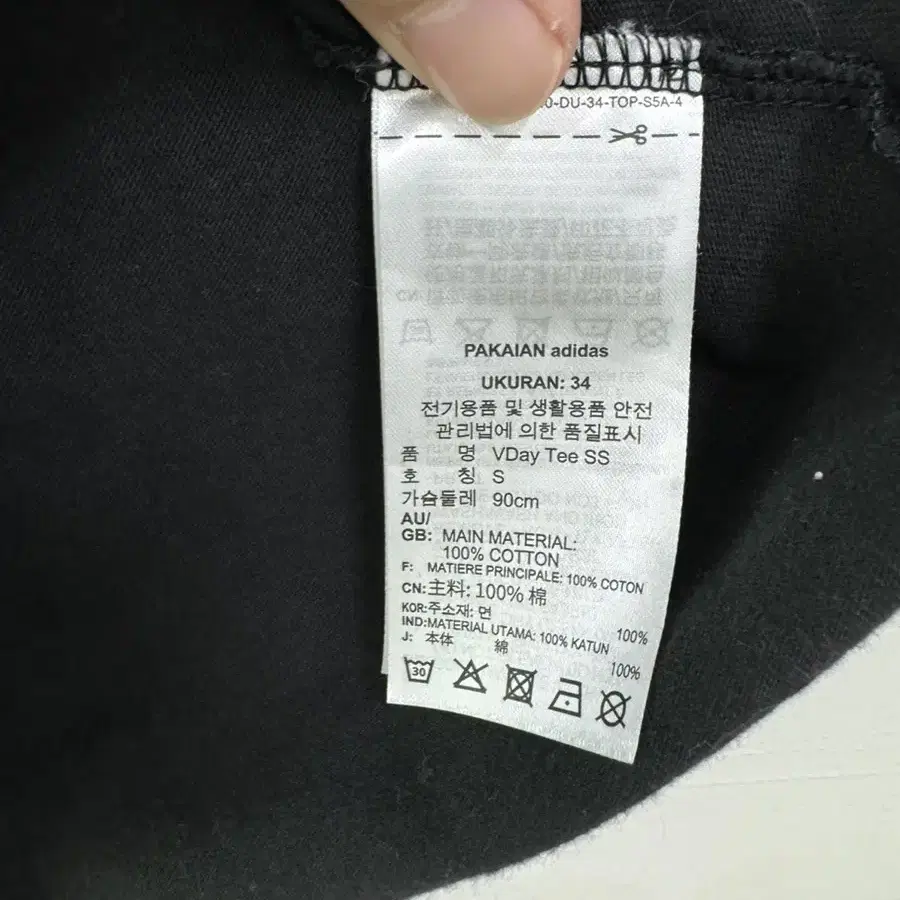 0-DU-34-TOP-S5A-4
PAKAIAN adidas
UKURAN: 34
전기용품 및 생활용품 안전
관리법에 의한 품질표시
품 명 VDay Tee SS
호 칭 S
가슴둘레 90cm
AU/
GB: MAIN MATERIAL:
100% COTTON
F: MATIERE PRINCIPALE: 100% COTON
CN:主料: 100% 棉
KOR:주소재: 면 100%
IND:MATERIAL UTAMA: 100% KATUN
J: 本体 綿 100%
30